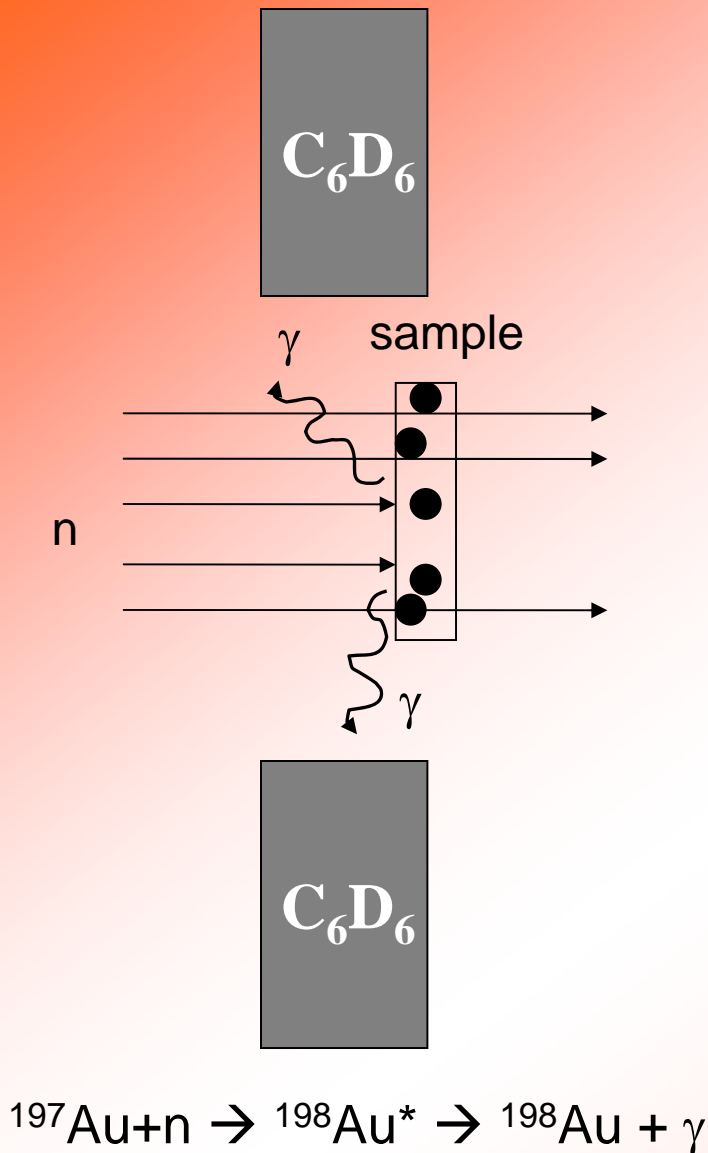 C₆D₆
γ sample
n
γ
C₆D₆
¹⁹⁷Au+n → ¹⁹⁸Au* → ¹⁹⁸Au + γ